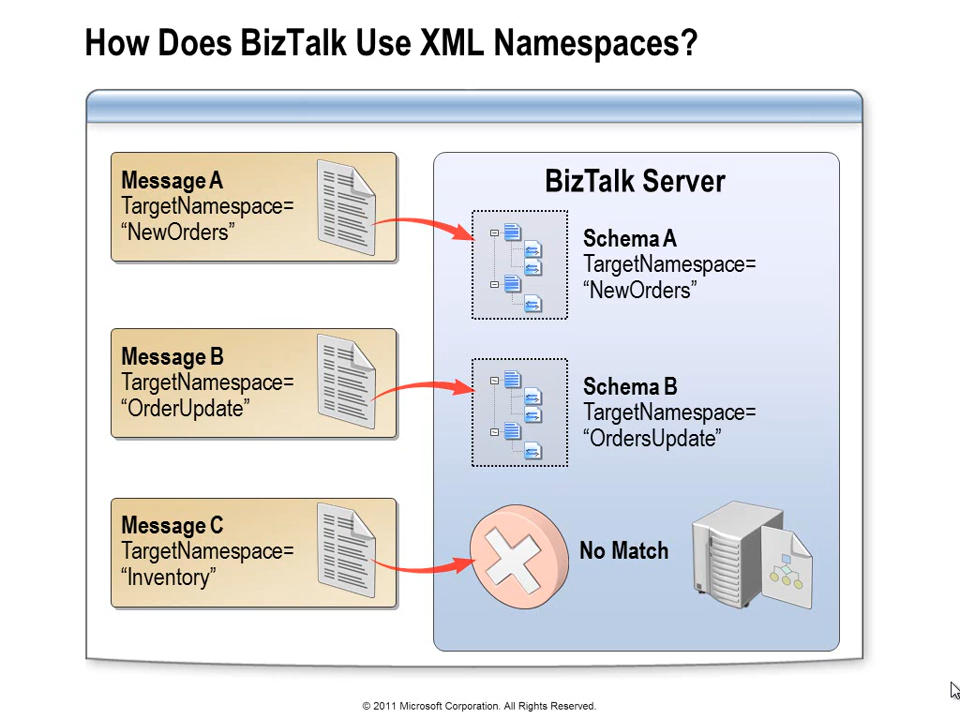 How Does BizTalk Use XML Namespaces?
Message A
TargetNamespace=
“NewOrders”
BizTalk Server
Schema A
TargetNamespace=
“NewOrders”
Message B
TargetNamespace=
“OrderUpdate”
Schema B
TargetNamespace=
“OrdersUpdate”
Message C
TargetNamespace=
“Inventory”
No Match
© 2011 Microsoft Corporation. All Rights Reserved.